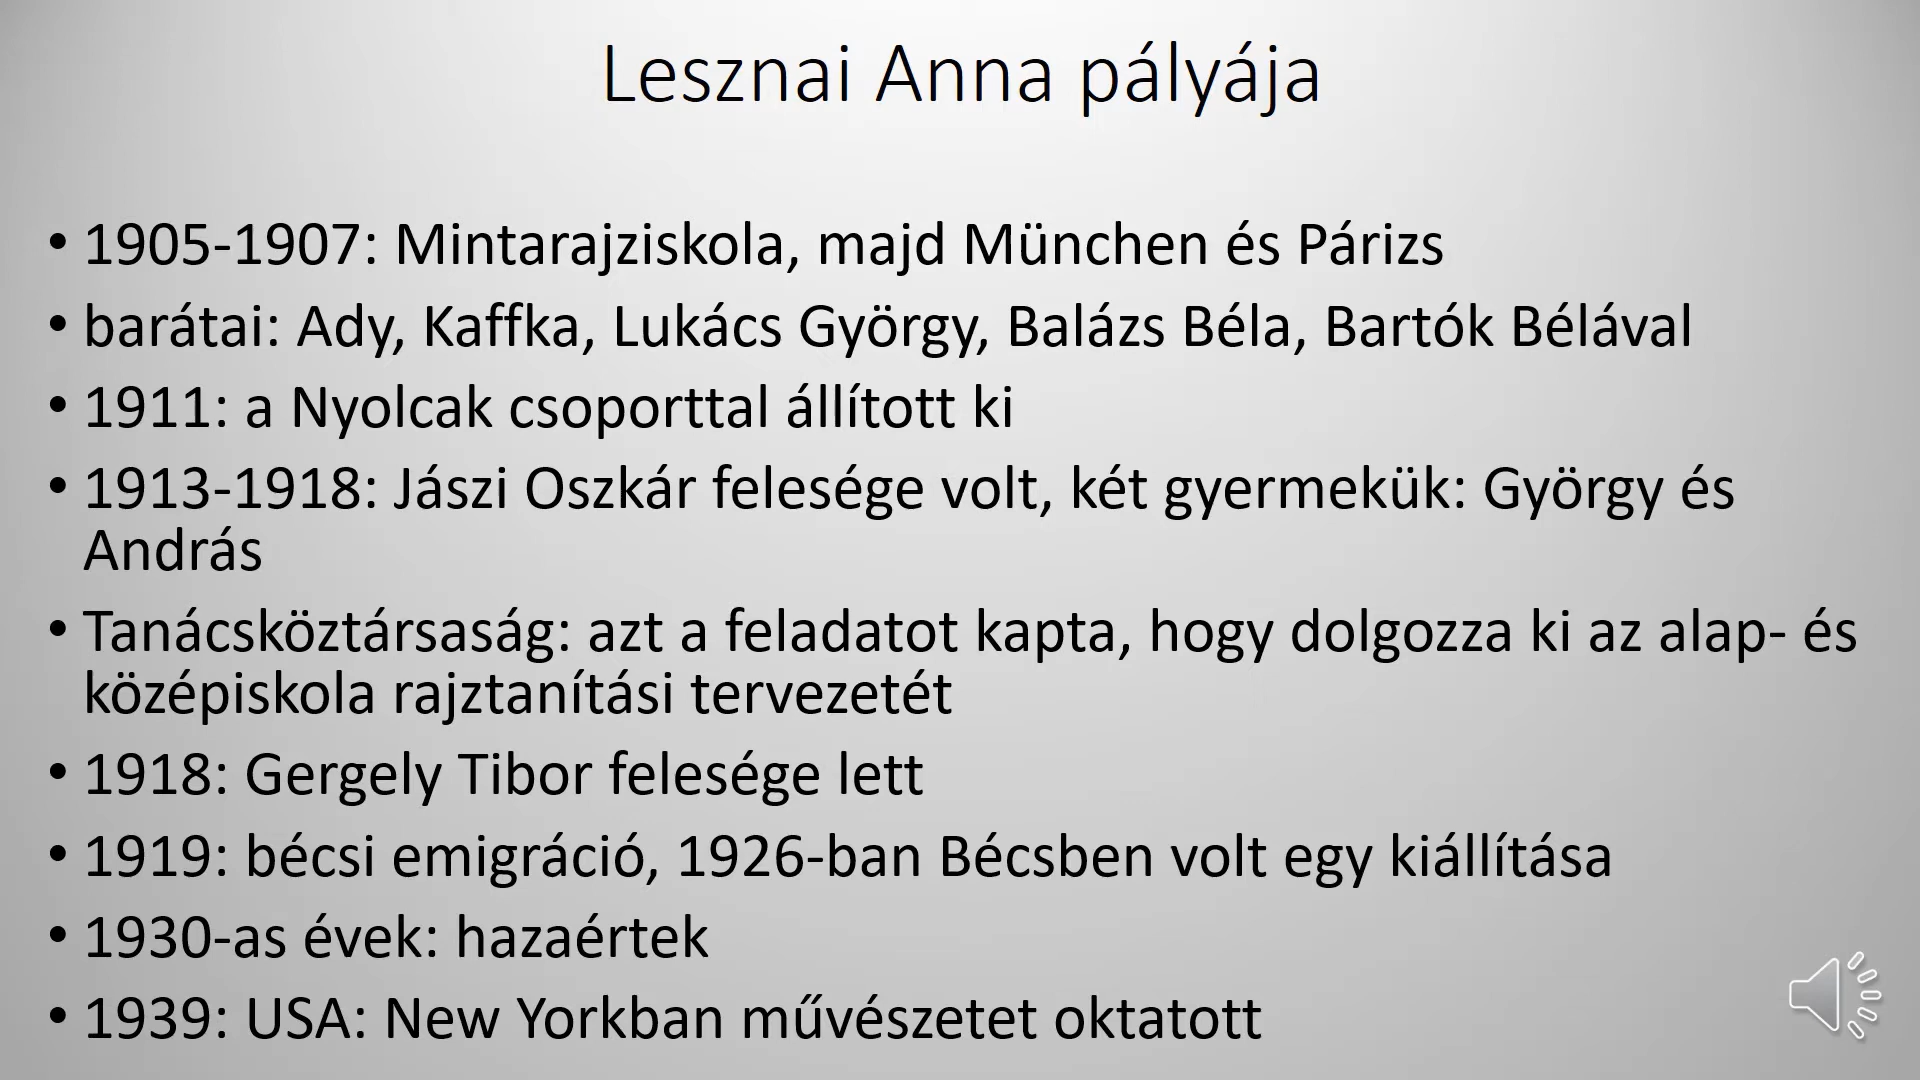 Lesznai Anna pályája
• 1905-1907: Mintarajziskola, majd München és Párizs
• barátai: Ady, Kaffka, Lukács György, Balázs Béla, Bartók Bélával
• 1911: a Nyolcak csoporttal állított ki
• 1913-1918: Jászi Oszkár felesége volt, két gyermekük: György és
András
• Tanácsköztársaság: azt a feladatot kapta, hogy dolgozza ki az alap- és
középiskola rajztanítási tervezetét
• 1918: Gergely Tibor felesége lett
• 1919: bécsi emigráció, 1926-ban Bécsben volt egy kiállítása
• 1930-as évek: hazaértek
• 1939: USA: New Yorkban művészetet oktatott